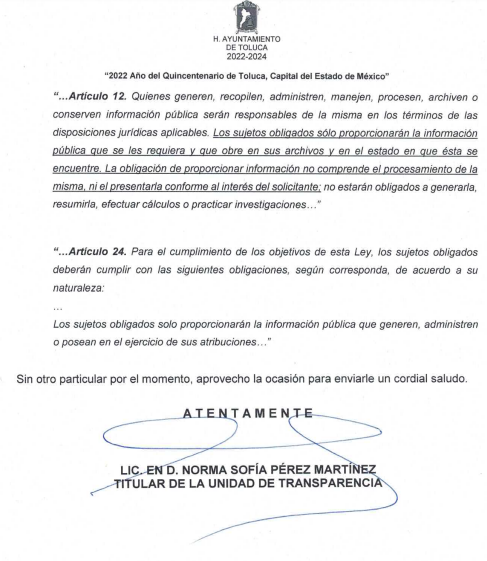 H. AYUNTAMIENTO
DE TOLUCA
2022-2024
“2022 Año del Quincentenario de Toluca, Capital del Estado de México”
“…Artículo 12. Quienes generen, recopilen, administren, manejen, procesen, archiven o
conserven información pública serán responsables de la misma en los términos de las
disposiciones jurídicas aplicables. Los sujetos obligados sólo proporcionarán la información
pública que se les requiera y que obre en sus archivos y en el estado en que ésta se
encuentre. La obligación de proporcionar información no comprende el procesamiento de la
misma, ni el presentarla conforme al interés del solicitante; no estarán obligados a generarla,
resumirla, efectuar cálculos o practicar investigaciones…”
“…Artículo 24. Para el cumplimiento de los objetivos de esta Ley, los sujetos obligados
deberán cumplir con las siguientes obligaciones, según corresponda, de acuerdo a su
naturaleza:
…
Los sujetos obligados solo proporcionarán la información pública que generen, administren
o posean en el ejercicio de sus atribuciones…”
Sin otro particular por el momento, aprovecho la ocasión para enviarle un cordial saludo.
A T E N T A M E N T E
LIC. EN D. NORMA SOFÍA PÉREZ MARTÍNEZ
TITULAR DE LA UNIDAD DE TRANSPARENCIA